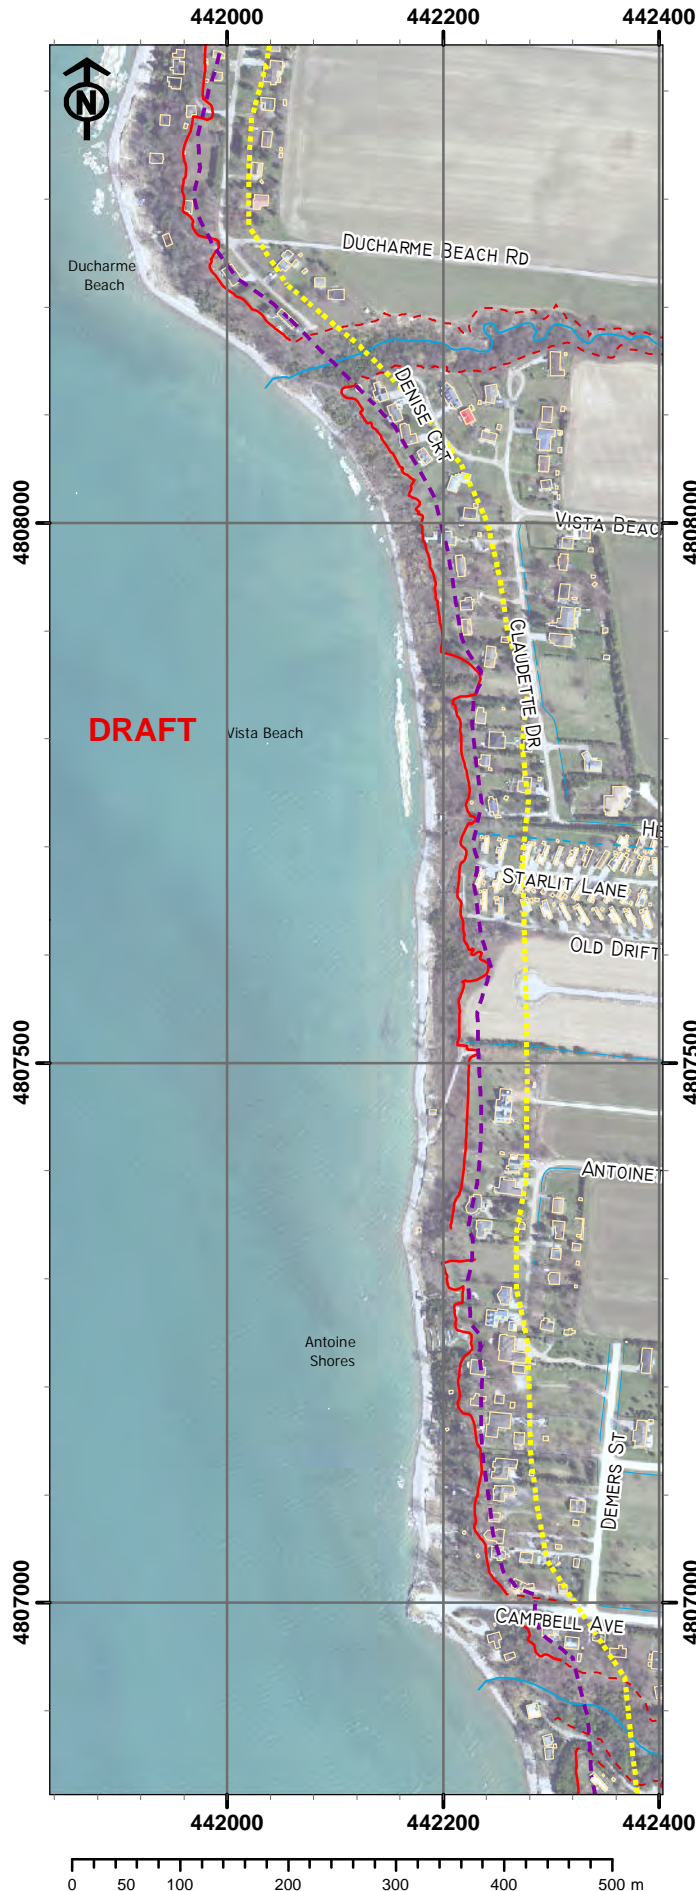 442000 442200 442400
N
DUCHARME BEACH RD
Ducharme
Beach
DENISE CRT
4808000
4808000
VISTA BEAC
CLAUDETTE DR
DRAFT
Vista Beach
HE
STARLIT LANE
OLD DRIFT
4807500
4807500
ANTOINE
Antoine
Shores
DEMERS ST
4807000
4807000
CAMPBELL AVE
442000 442200 442400
0 50 100 200 300 400 500 m